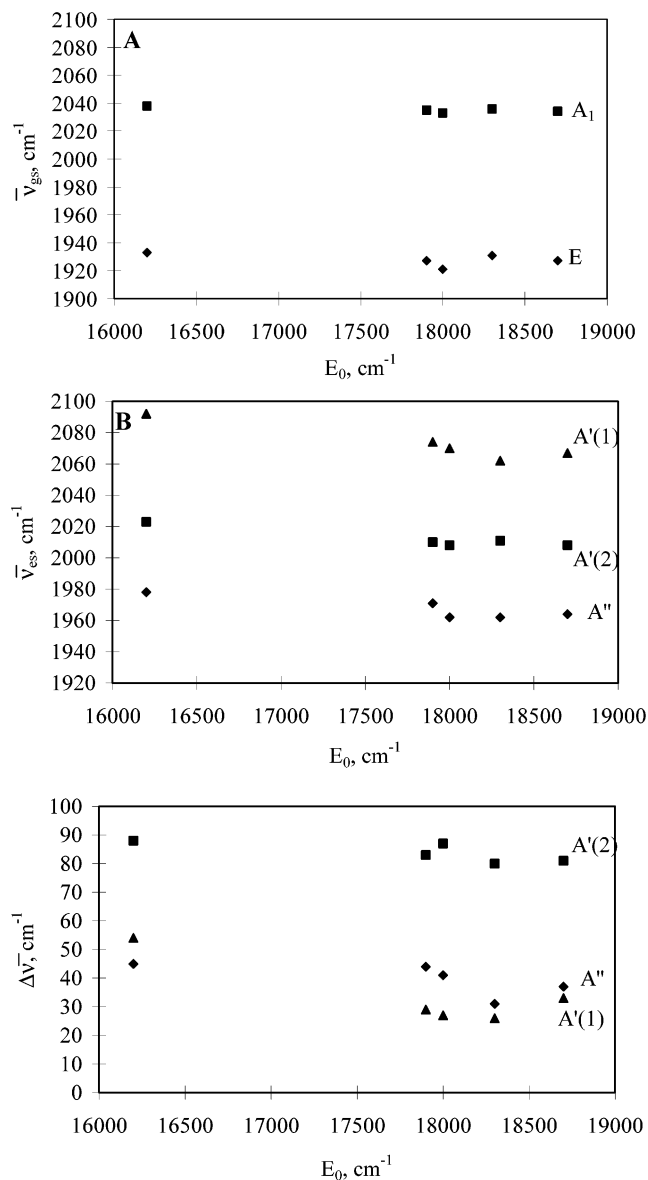 A
2100
2080
2060
2040
2020
2000
1980
1960
1940
1920
1900
ν̅gs, cm⁻¹
A₁
E
16000 16500 17000 17500 18000 18500 19000
E₀, cm⁻¹
B
2100
2080
2060
2040
2020
2000
1980
1960
1940
1920
ν̅es, cm⁻¹
A'(1)
A'(2)
A"
16000 16500 17000 17500 18000 18500 19000
E₀, cm⁻¹
100
90
80
70
60
50
40
30
20
10
0
Δν̅, cm⁻¹
A'(2)
A"
A'(1)
16000 16500 17000 17500 18000 18500 19000
E₀, cm⁻¹